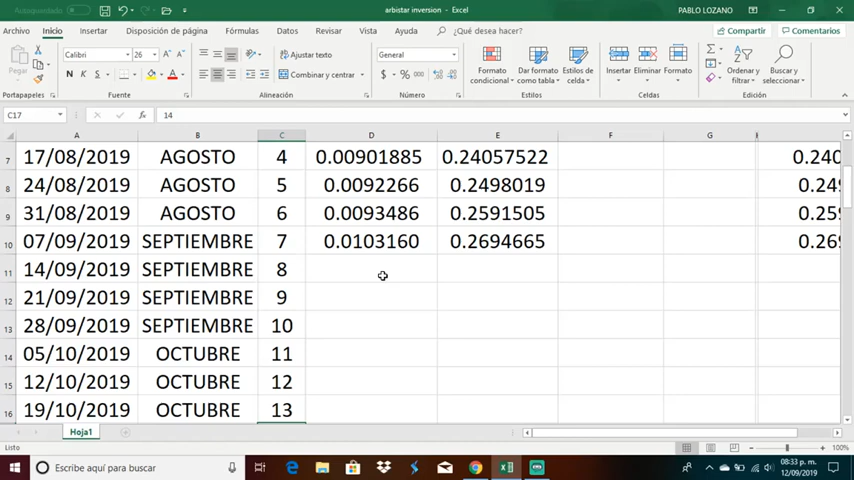 Autoguardado
arbistar inversion - Excel
PABLO LOZANO
Archivo Inicio Insertar Disposición de página Fórmulas Datos Revisar Vista Ayuda ¿Qué desea hacer? Compartir Comentarios
Pegar
Calibri 26
N K S
Ajustar texto
Combinar y centrar
General
$ % 000
Formato condicional
Dar formato como tabla
Estilos de celda
Insertar Eliminar Formato
Ordenar y filtrar
Buscar y seleccionar
Portapapeles Fuente Alineación Número Estilos Celdas Edición
C17 fx 14
A B C D E F G
7 17/08/2019 AGOSTO 4 0.00901885 0.24057522 0.240
8 24/08/2019 AGOSTO 5 0.0092266 0.2498019 0.249
9 31/08/2019 AGOSTO 6 0.0093486 0.2591505 0.259
10 07/09/2019 SEPTIEMBRE 7 0.0103160 0.2694665 0.269
11 14/09/2019 SEPTIEMBRE 8
12 21/09/2019 SEPTIEMBRE 9
13 28/09/2019 SEPTIEMBRE 10
14 05/10/2019 OCTUBRE 11
15 12/10/2019 OCTUBRE 12
16 19/10/2019 OCTUBRE 13
Hoja1
Listo
100%
Escribe aquí para buscar
08:33 p. m.
12/09/2019